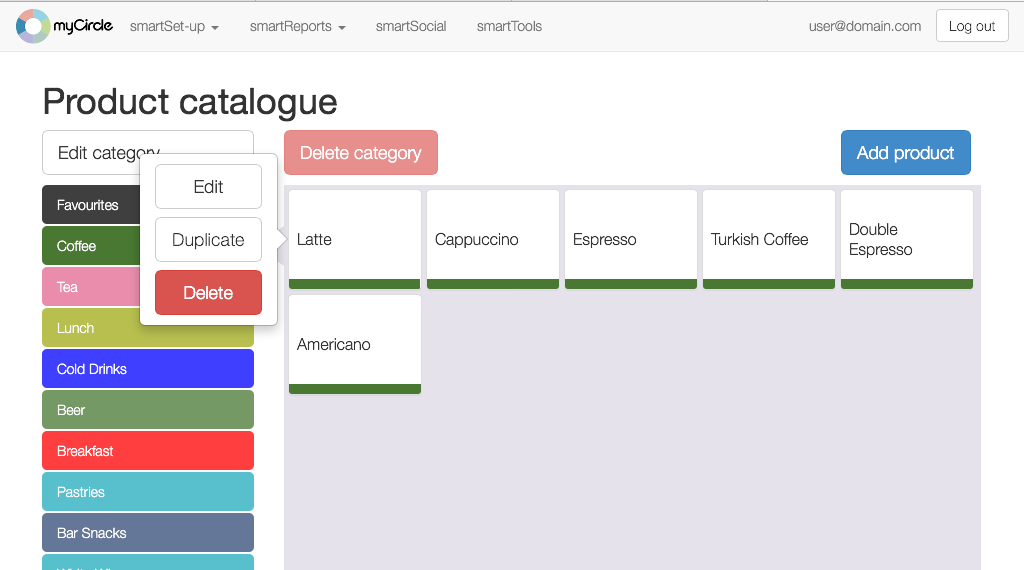 myCircle smartSet-up smartReports smartSocial smartTools user@domain.com Log out
Product catalogue
Edit category Delete category Add product
Edit
Duplicate
Delete
Favourites
Coffee
Tea
Lunch
Cold Drinks
Beer
Breakfast
Pastries
Bar Snacks
Latte
Cappuccino
Espresso
Turkish Coffee
Double
Espresso
Americano